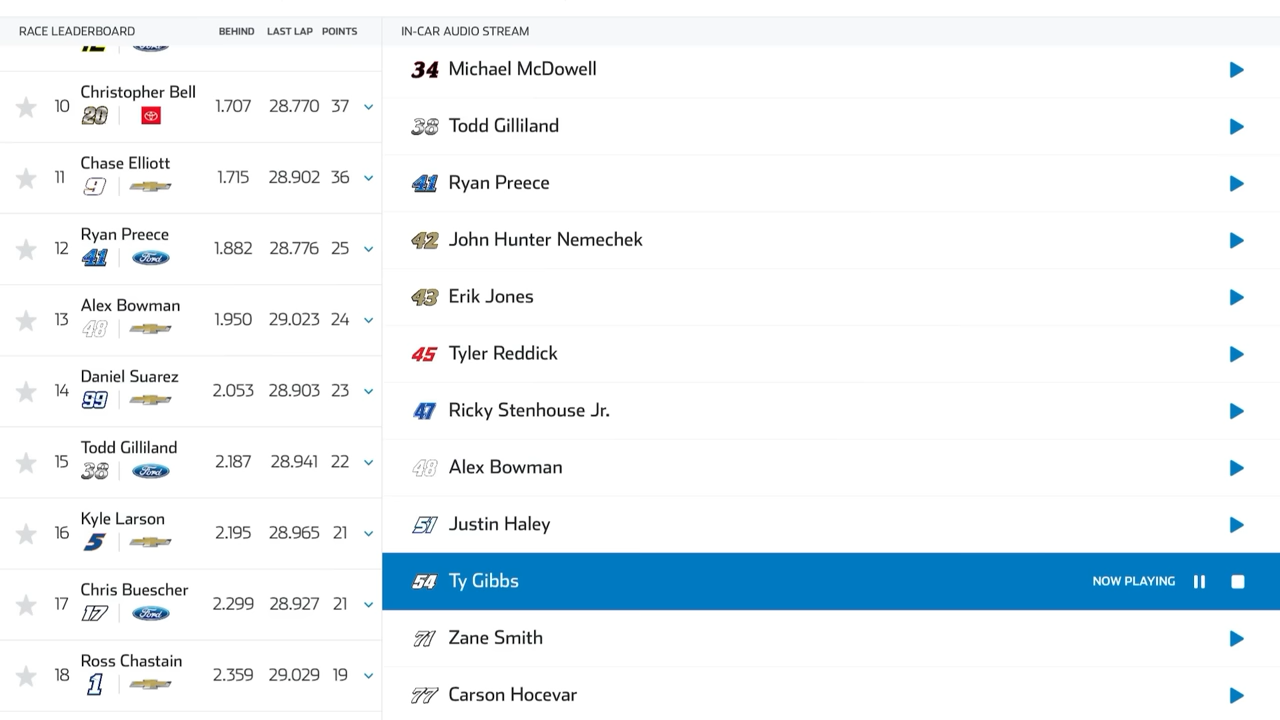 RACE LEADERBOARD BEHIND LAST LAP POINTS
10 Christopher Bell 1.707 28.770 37
20
11 Chase Elliott 1.715 28.902 36
9
12 Ryan Preece 1.882 28.776 25
41 Ford
13 Alex Bowman 1.950 29.023 24
48
14 Daniel Suarez 2.053 28.903 23
99
15 Todd Gilliland 2.187 28.941 22
38 Ford
16 Kyle Larson 2.195 28.965 21
5
17 Chris Buescher 2.299 28.927 21
17 Ford
18 Ross Chastain 2.359 29.029 19
1
IN-CAR AUDIO STREAM
34 Michael McDowell
38 Todd Gilliland
41 Ryan Preece
42 John Hunter Nemechek
43 Erik Jones
45 Tyler Reddick
47 Ricky Stenhouse Jr.
48 Alex Bowman
51 Justin Haley
54 Ty Gibbs NOW PLAYING
71 Zane Smith
77 Carson Hocevar